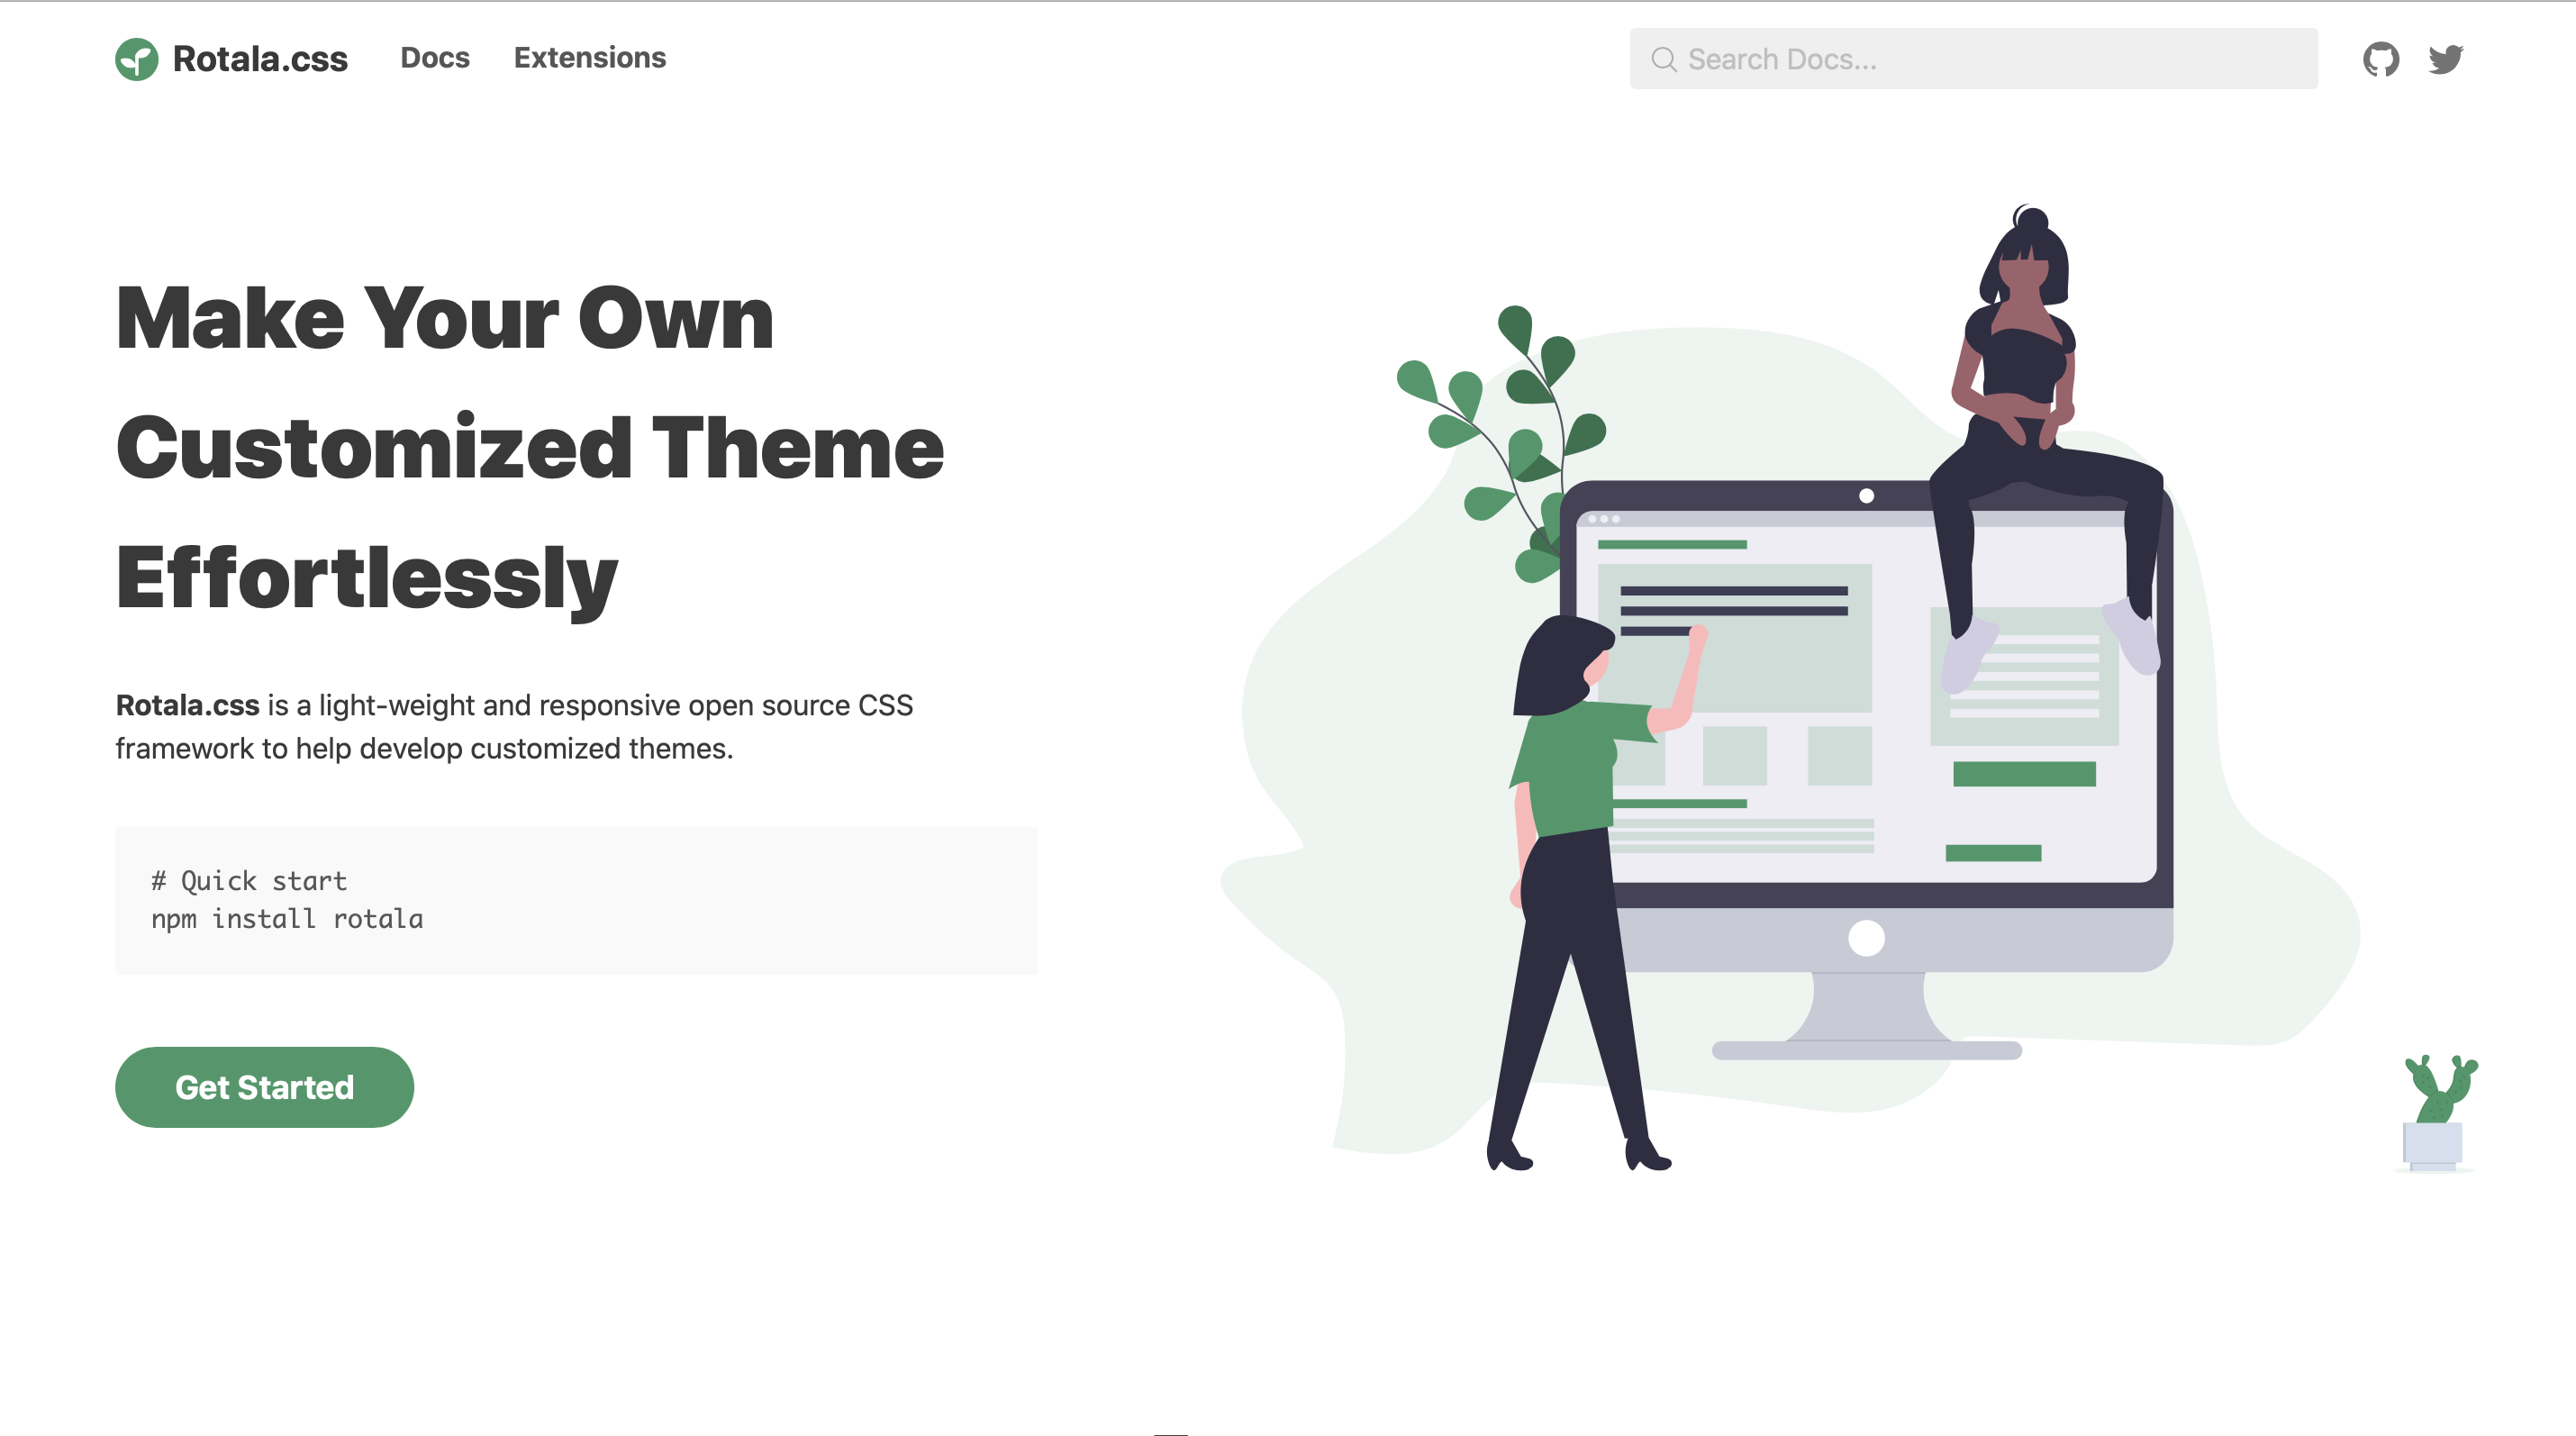 Rotala.css
Docs
Extensions
Search Docs...
Make Your Own
Customized Theme
Effortlessly
Rotala.css is a light-weight and responsive open source CSS
framework to help develop customized themes.
# Quick start
npm install rotala
Get Started